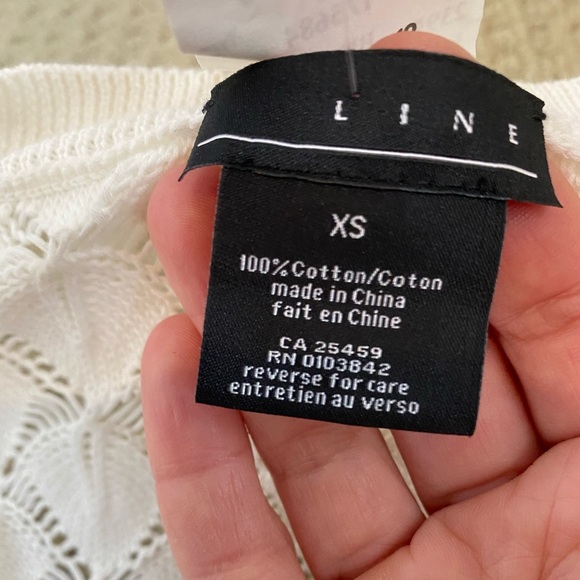 L I N E
XS
100% Cotton/Coton
made in China
fait en Chine
CA 25459
RN 0103842
reverse for care
entretien au verso